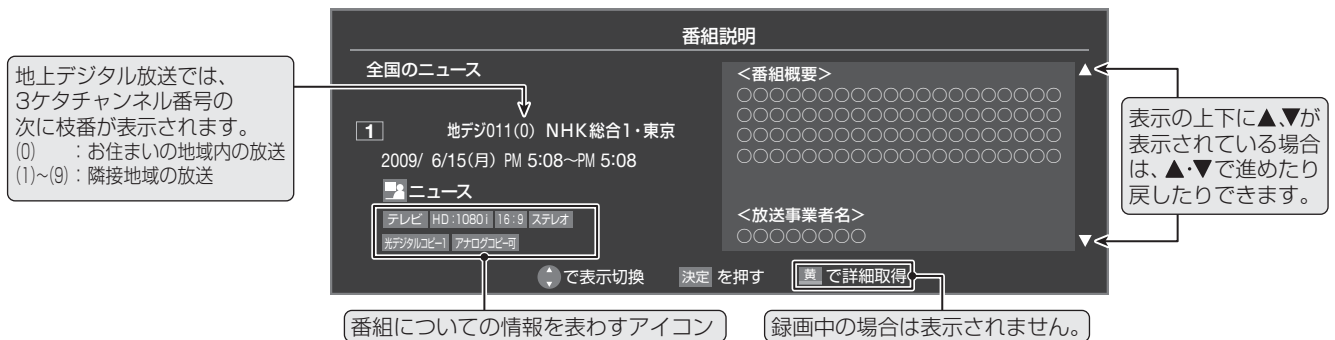 番組説明
地上デジタル放送では、
3ケタチャンネル番号の
次に枝番が表示されます。
(0) :お住まいの地域内の放送
(1)~(9):隣接地域の放送
全国のニュース
1 地デジ011(0) NHK総合1・東京
2009/ 6/15(月) PM 5:08~PM 5:08
ニュース
テレビ HD:1080i 16:9 ステレオ
光デジタルコピー1 アナログコピー可
<番組概要>
○○○○○○○○○○○○○○○○○○○○
○○○○○○○○○○○○○○○○○○○○
○○○○○○○○○○○○○○○○○○○○
○○○○○○○○○○○○○○○○○○○○
<放送事業者名>
○○○○○○○○
▲
▼
表示の上下に▲、▼が
表示されている場合
は、▲・▼で進めたり
戻したりできます。
で表示切換 決定 を押す 黄 で詳細取得
番組についての情報を表わすアイコン
録画中の場合は表示されません。